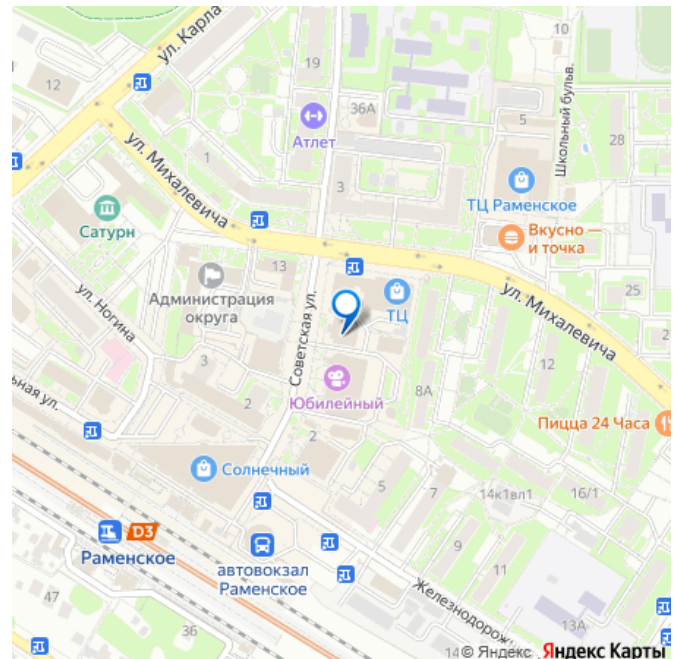 ул. Карла
10
19
12
36А
5
Школьный бульв.
28
Атлет
ул. Михалевича
1
3
ТЦ Раменское
Сатурн
Вкусно —
и точка
13
Администрация
округа
ТЦ
ул. Михалевича
25
ул. Ногина
Советская ул.
3
12
8А
2
Юбилейный
Пицца 24 Часа
2
Солнечный
5
7
14к1вл1
16/1
D3
Раменское
автовокзал
Раменское
9
11
47
36
Железнодорожн
13А
14
© Яндекс Яндекс Карты